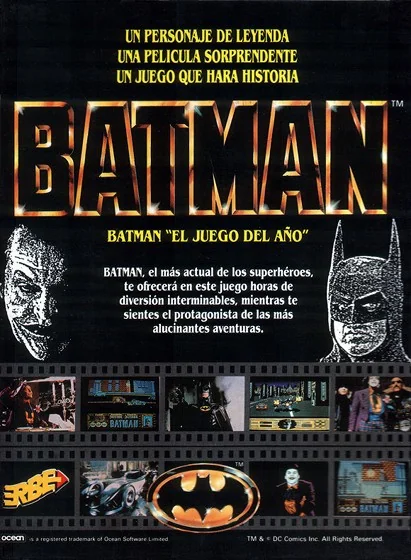 UN PERSONAJE DE LEYENDA
UNA PELICULA SORPRENDENTE
UN JUEGO QUE HARA HISTORIA
BATMAN™
BATMAN "EL JUEGO DEL AÑO"
BATMAN, el más actual de los superhéroes,
te ofrecerá en este juego horas de
diversión interminables, mientras te
sientes el protagonista de las más
alucinantes aventuras.
BATMAN
ERBE
BATMAN
ocean is a registered trademark of Ocean Software Limited.
TM & © DC Comics Inc. All Rights Reserved.